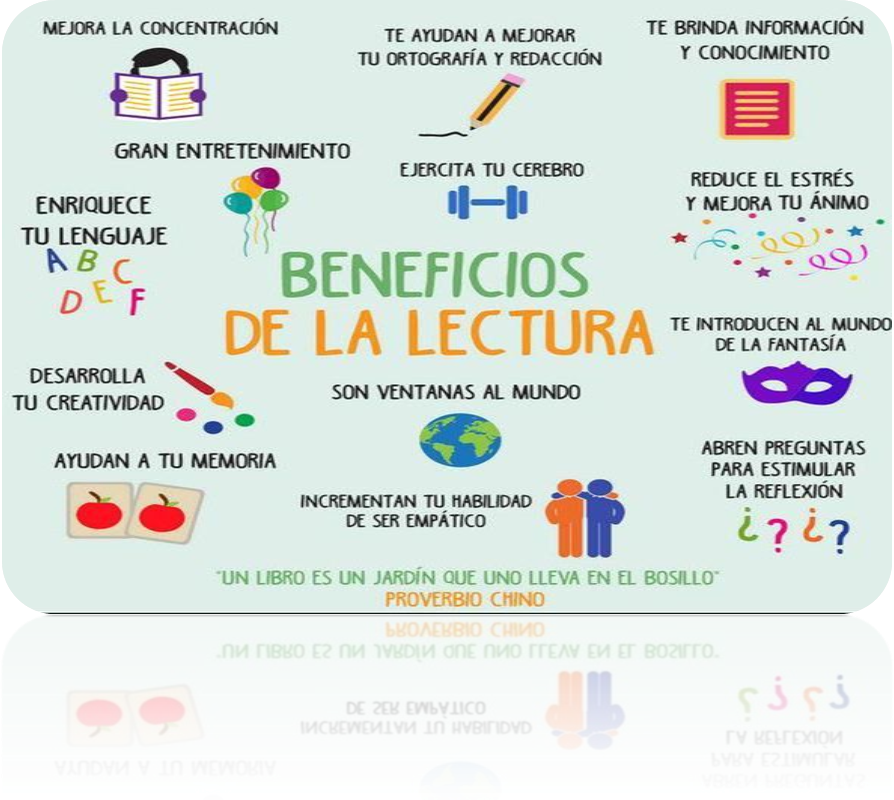 MEJORA LA CONCENTRACIÓN
TE AYUDAN A MEJORAR
TU ORTOGRAFÍA Y REDACCIÓN
TE BRINDA INFORMACIÓN
Y CONOCIMIENTO
GRAN ENTRETENIMIENTO
EJERCITA TU CEREBRO
REDUCE EL ESTRÉS
Y MEJORA TU ÁNIMO
ENRIQUECE
TU LENGUAJE
A B C
D E F
BENEFICIOS
DE LA LECTURA
TE INTRODUCEN AL MUNDO
DE LA FANTASÍA
DESARROLLA
TU CREATIVIDAD
SON VENTANAS AL MUNDO
AYUDAN A TU MEMORIA
INCREMENTAN TU HABILIDAD
DE SER EMPÁTICO
ABREN PREGUNTAS
PARA ESTIMULAR
LA REFLEXIÓN
¿? ¿?
"UN LIBRO ES UN JARDÍN QUE UNO LLEVA EN EL BOSILLO"
PROVERBIO CHINO